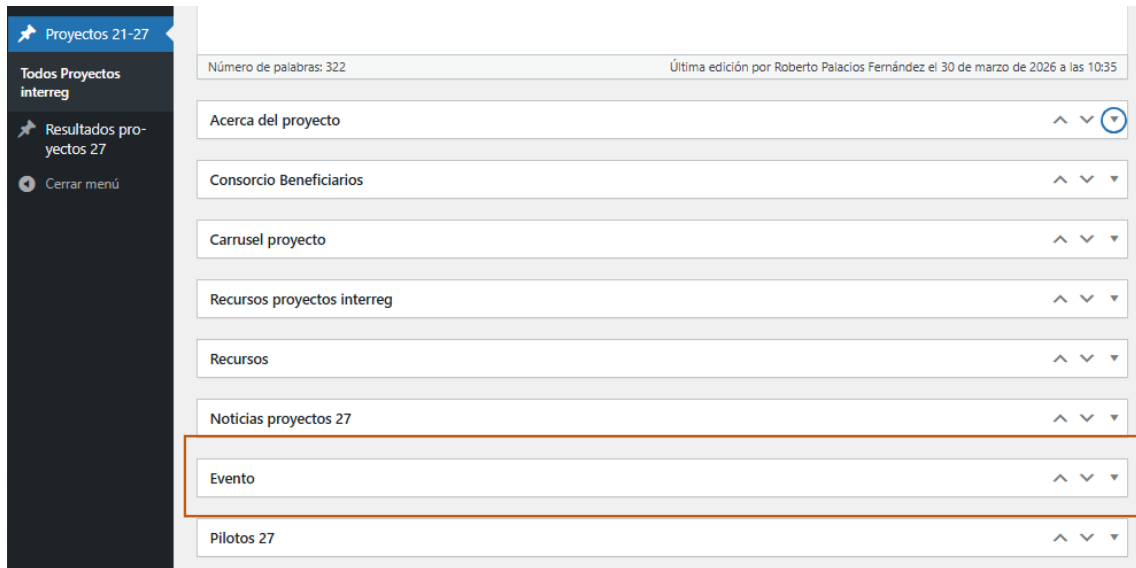 Proyectos 21-27
Todos Proyectos
interreg
Resultados pro-
yectos 27
Cerrar menú
Número de palabras: 322
Última edición por Roberto Palacios Fernández el 30 de marzo de 2026 a las 10:35
Acerca del proyecto
Consorcio Beneficiarios
Carrusel proyecto
Recursos proyectos interreg
Recursos
Noticias proyectos 27
Evento
Pilotos 27